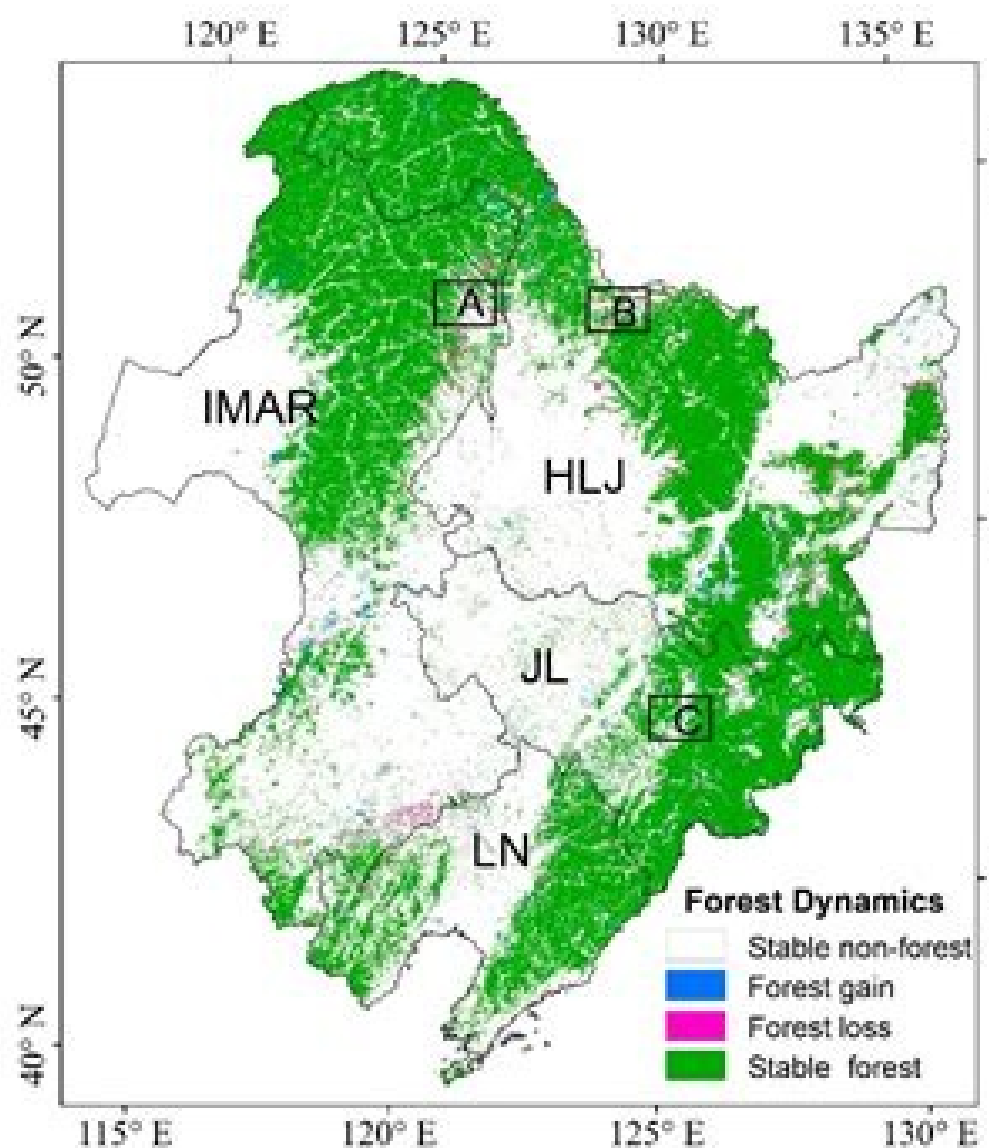 120° E
125° E
130° E
135° E
A
B
50° N
IMAR
HLJ
JL
45° N
C
LN
Forest Dynamics
Stable non-forest
Forest gain
Forest loss
Stable forest
40° N
115° E
120° E
125° E
130° E